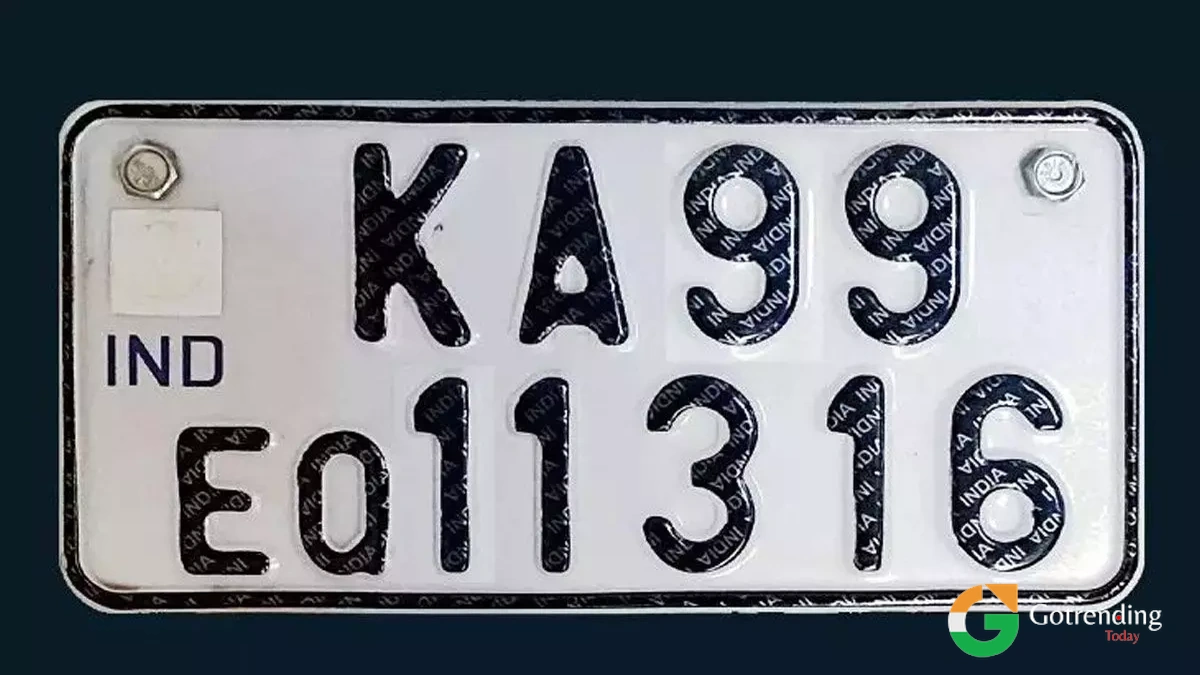 KA99
IND
EQ11316
Gotrending
Today